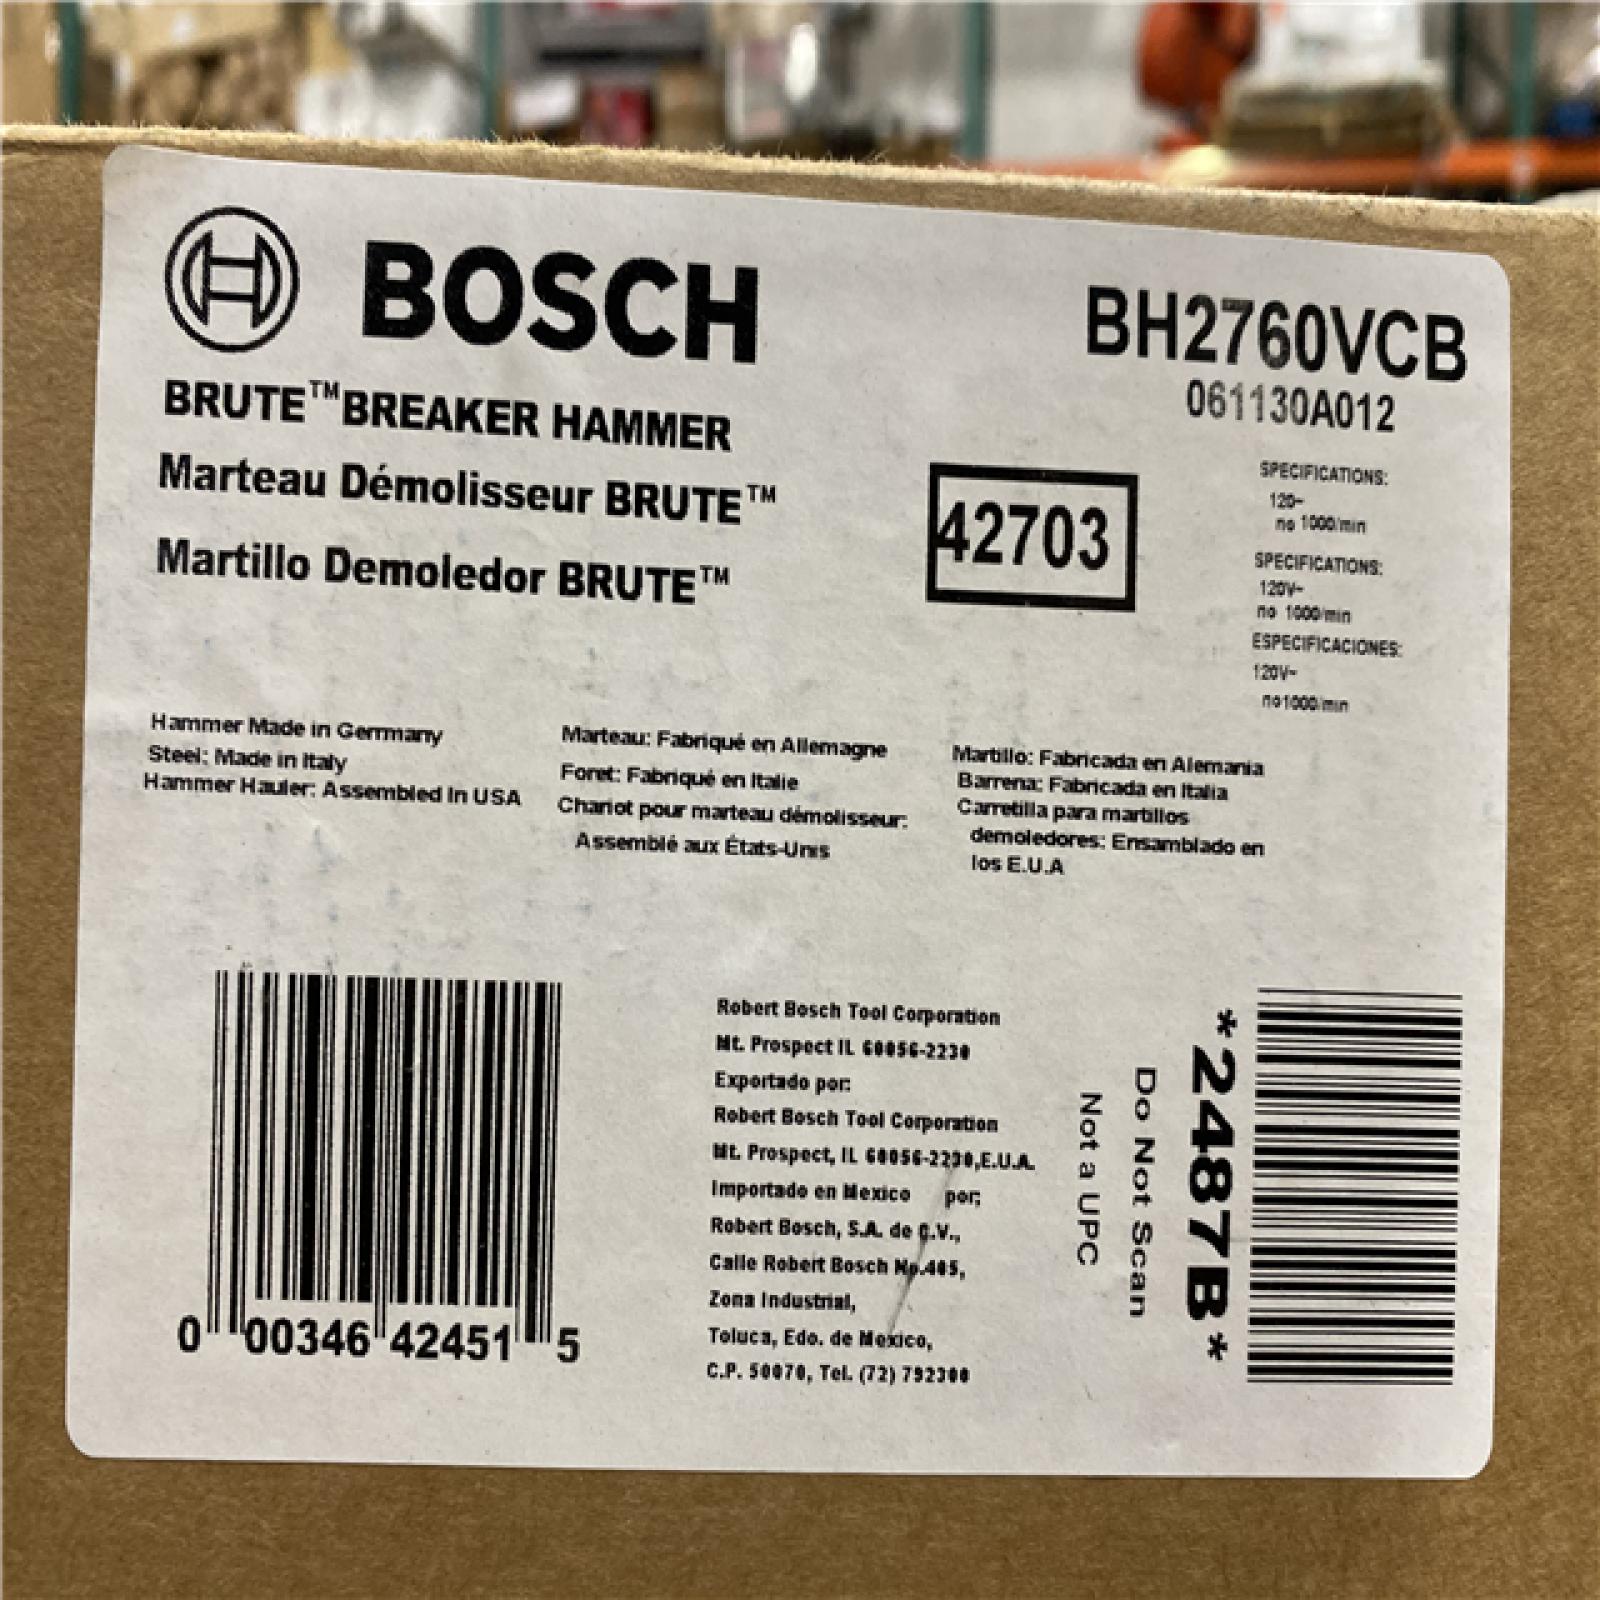 BOSCH
BH2760VCB
061130A012
BRUTE™ BREAKER HAMMER
Marteau Démolisseur BRUTE™
Martillo Demoledor BRUTE™
42703
SPECIFICATIONS:
120~
no 1000/min
SPECIFICATIONS:
120V~
no 1000/min
ESPECIFICACIONES:
120V~
no1000/min
Hammer Made in Germany
Steel: Made in Italy
Hammer Hauler: Assembled In USA
Marteau: Fabriqué en Allemagne
Foret: Fabriqué en Italie
Chariot pour marteau démolisseur:
Assemblé aux États-Unis
Martillo: Fabricada en Alemania
Barrena: Fabricada en Italia
Carretilla para martillos
demoledores: Ensamblado en
los E.U.A
0 00346 42451 5
Robert Bosch Tool Corporation
Mt. Prospect IL 60056-2230
Exportado por:
Robert Bosch Tool Corporation
Mt. Prospect, IL 60056-2230,E.U.A.
Importado en Mexico por;
Robert Bosch, S.A. de C.V.,
Calle Robert Bosch No.405,
Zona Industrial,
Toluca, Edo. de Mexico,
C.P. 50070, Tel. (72) 792300
Not a UPC
Do Not Scan
*2487B*